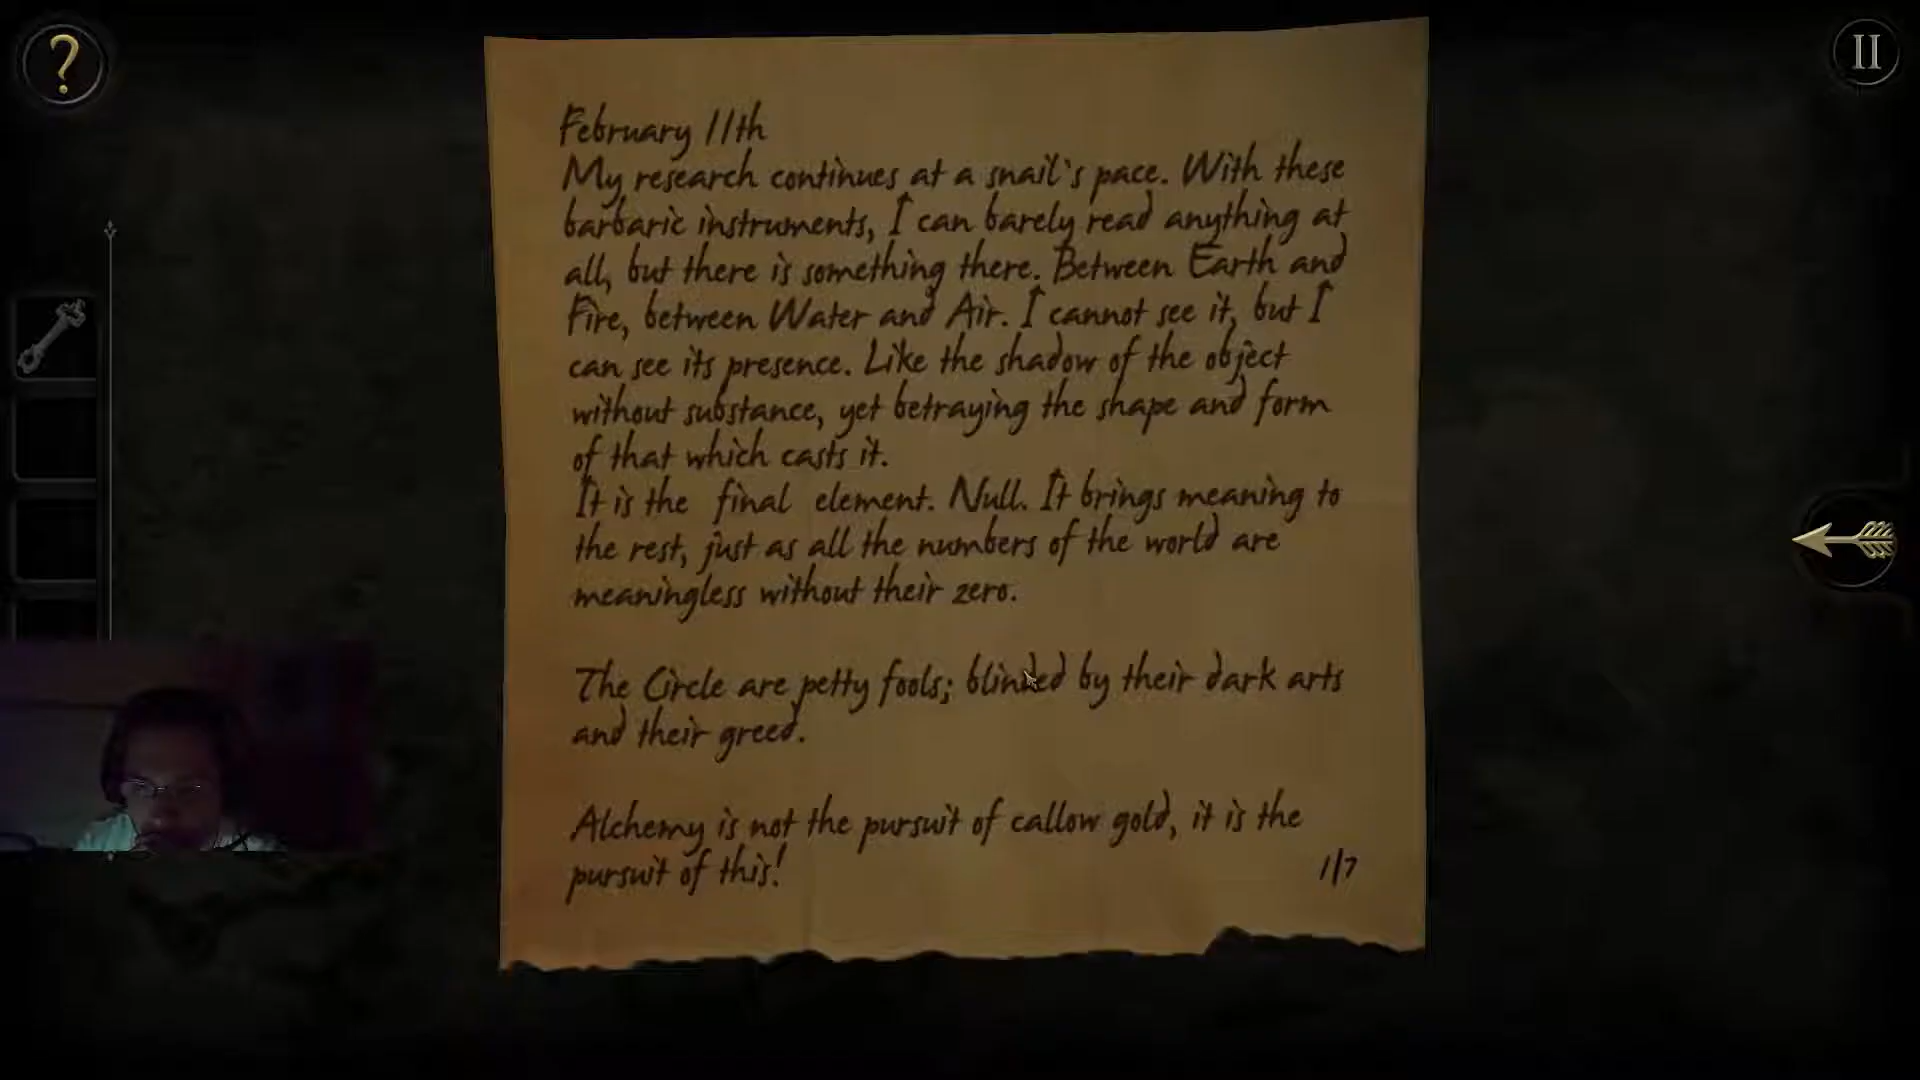 ?
II
February 11th
My research continues at a snail's pace. With these
barbaric instruments, I can barely read anything at
all, but there is something there. Between Earth and
Fire, between Water and Air. I cannot see it, but I
can see its presence. Like the shadow of the object
without substance, yet betraying the shape and form
of that which casts it.
It is the final element. Null. It brings meaning to
the rest, just as all the numbers of the world are
meaningless without their zero.
The Circle are petty fools; blinded by their dark arts
and their greed.
Alchemy is not the pursuit of callow gold, it is the
pursuit of this!
1/7